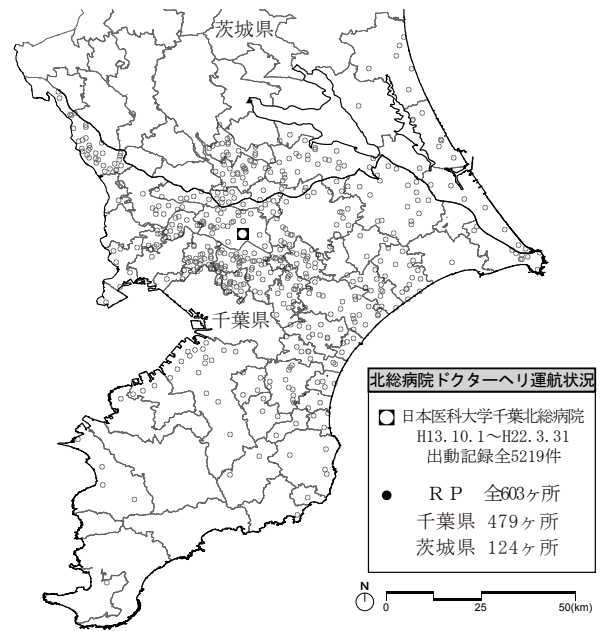 茨城県
千葉県
北総病院ドクターヘリ運航状況
日本医科大学千葉北総病院
H13.10.1〜H22.3.31
出動記録全5219件
● RP 全603ヶ所
千葉県 479ヶ所
茨城県 124ヶ所
N
0 25 50(km)